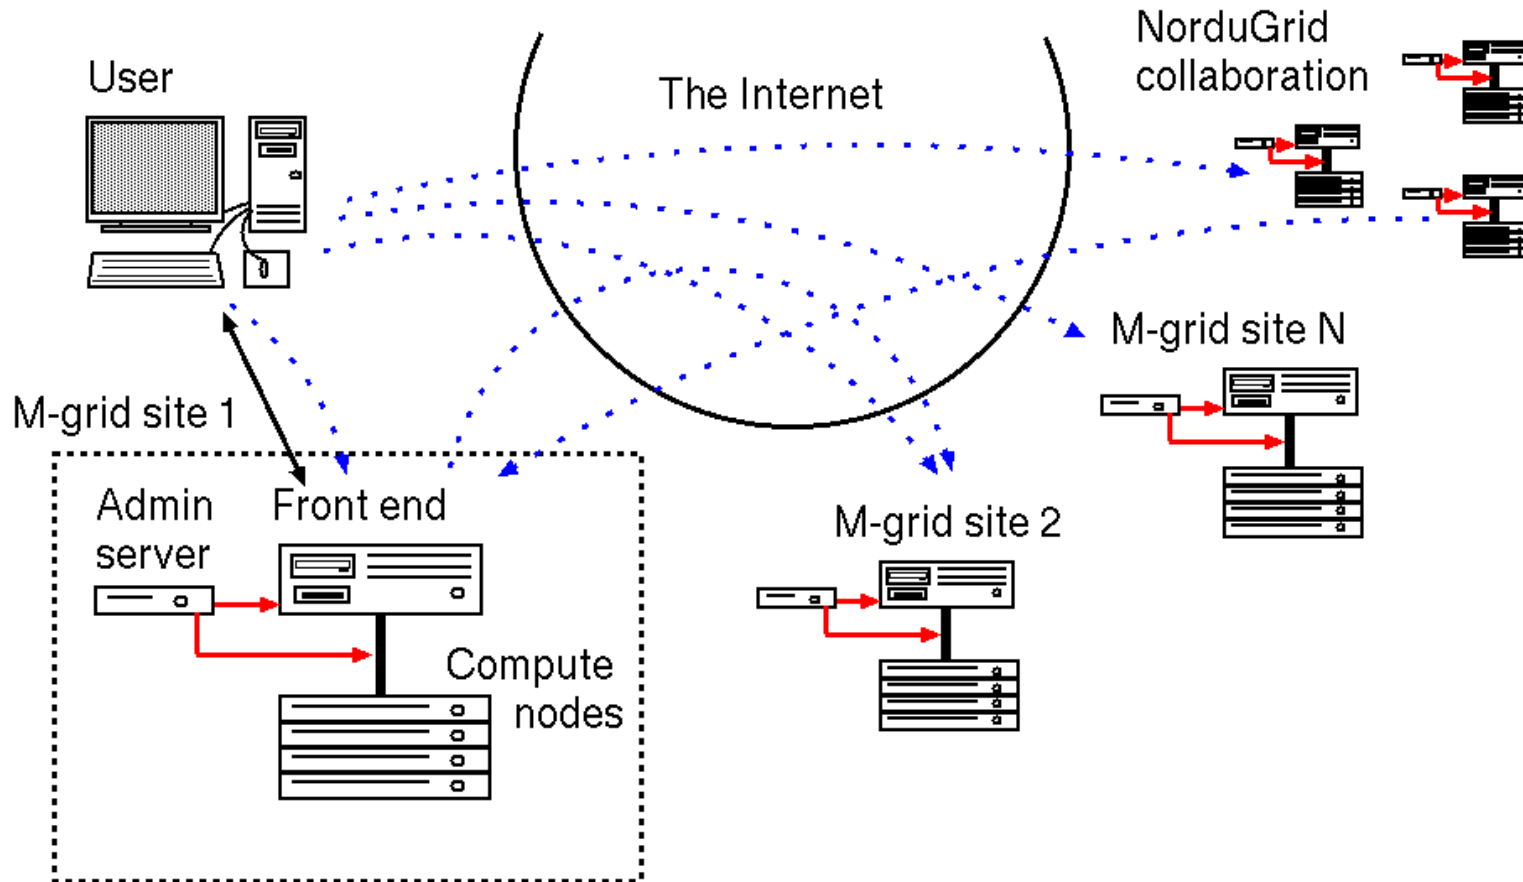 User
The Internet
NorduGrid
collaboration
M-grid site N
M-grid site 1
Admin
server
Front end
M-grid site 2
Compute
nodes